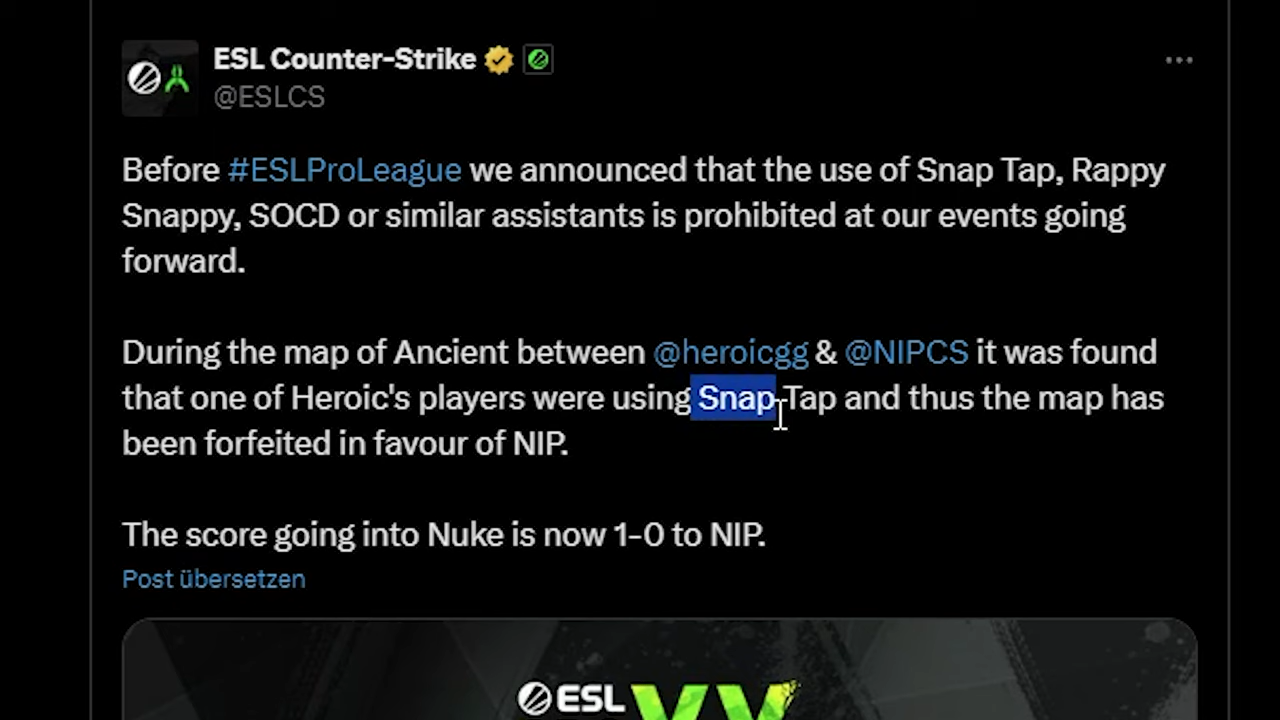 ESL Counter-Strike
@ESLCS
Before #ESLProLeague we announced that the use of Snap Tap, Rappy
Snappy, SOCD or similar assistants is prohibited at our events going
forward.
During the map of Ancient between @heroicgg & @NIPCS it was found
that one of Heroic's players were using Snap Tap and thus the map has
been forfeited in favour of NIP.
The score going into Nuke is now 1-0 to NIP.
Post übersetzen
ESL